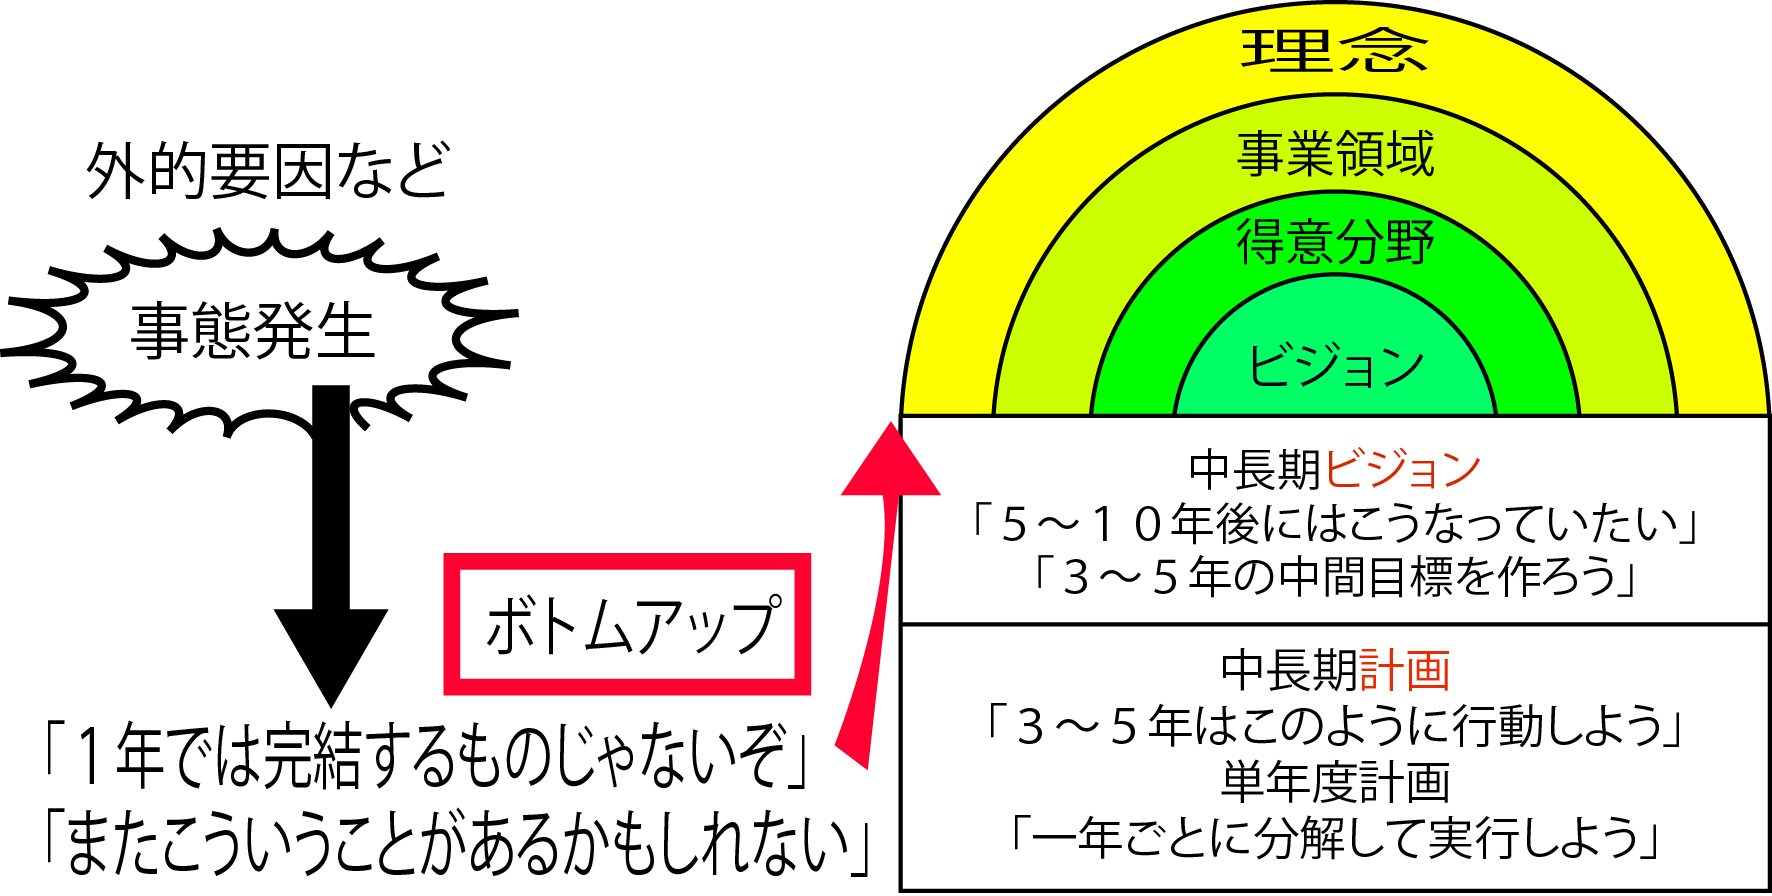 外的要因など
事態発生
ボトムアップ
「１年では完結するものじゃないぞ」
「またこういうことがあるかもしれない」
理念
事業領域
得意分野
ビジョン
中長期ビジョン
「５～１０年後にはこうなっていたい」
「３～５年の中間目標を作ろう」
中長期計画
「３～５年はこのように行動しよう」
単年度計画
「一年ごとに分解して実行しよう」